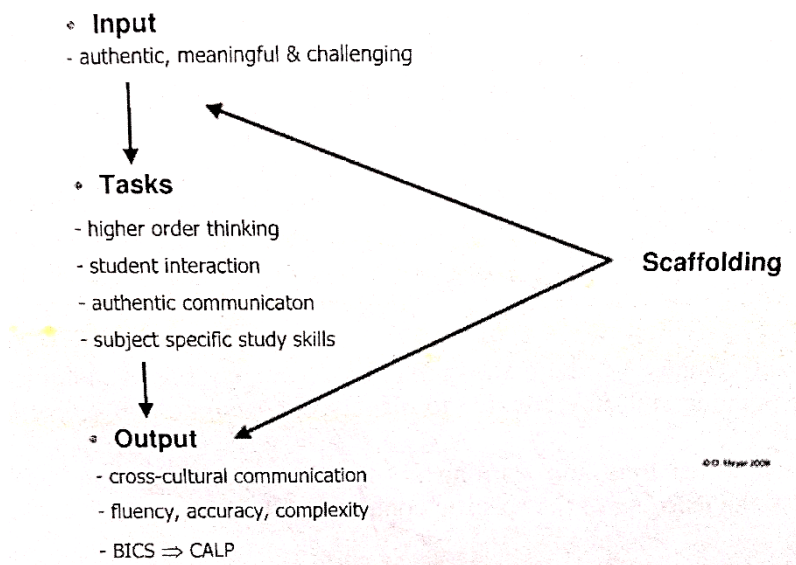 • Input
- authentic, meaningful & challenging
• Tasks
- higher order thinking
- student interaction
- authentic communicaton
- subject specific study skills
Scaffolding
• Output
- cross-cultural communication
- fluency, accuracy, complexity
- BICS ⇒ CALP